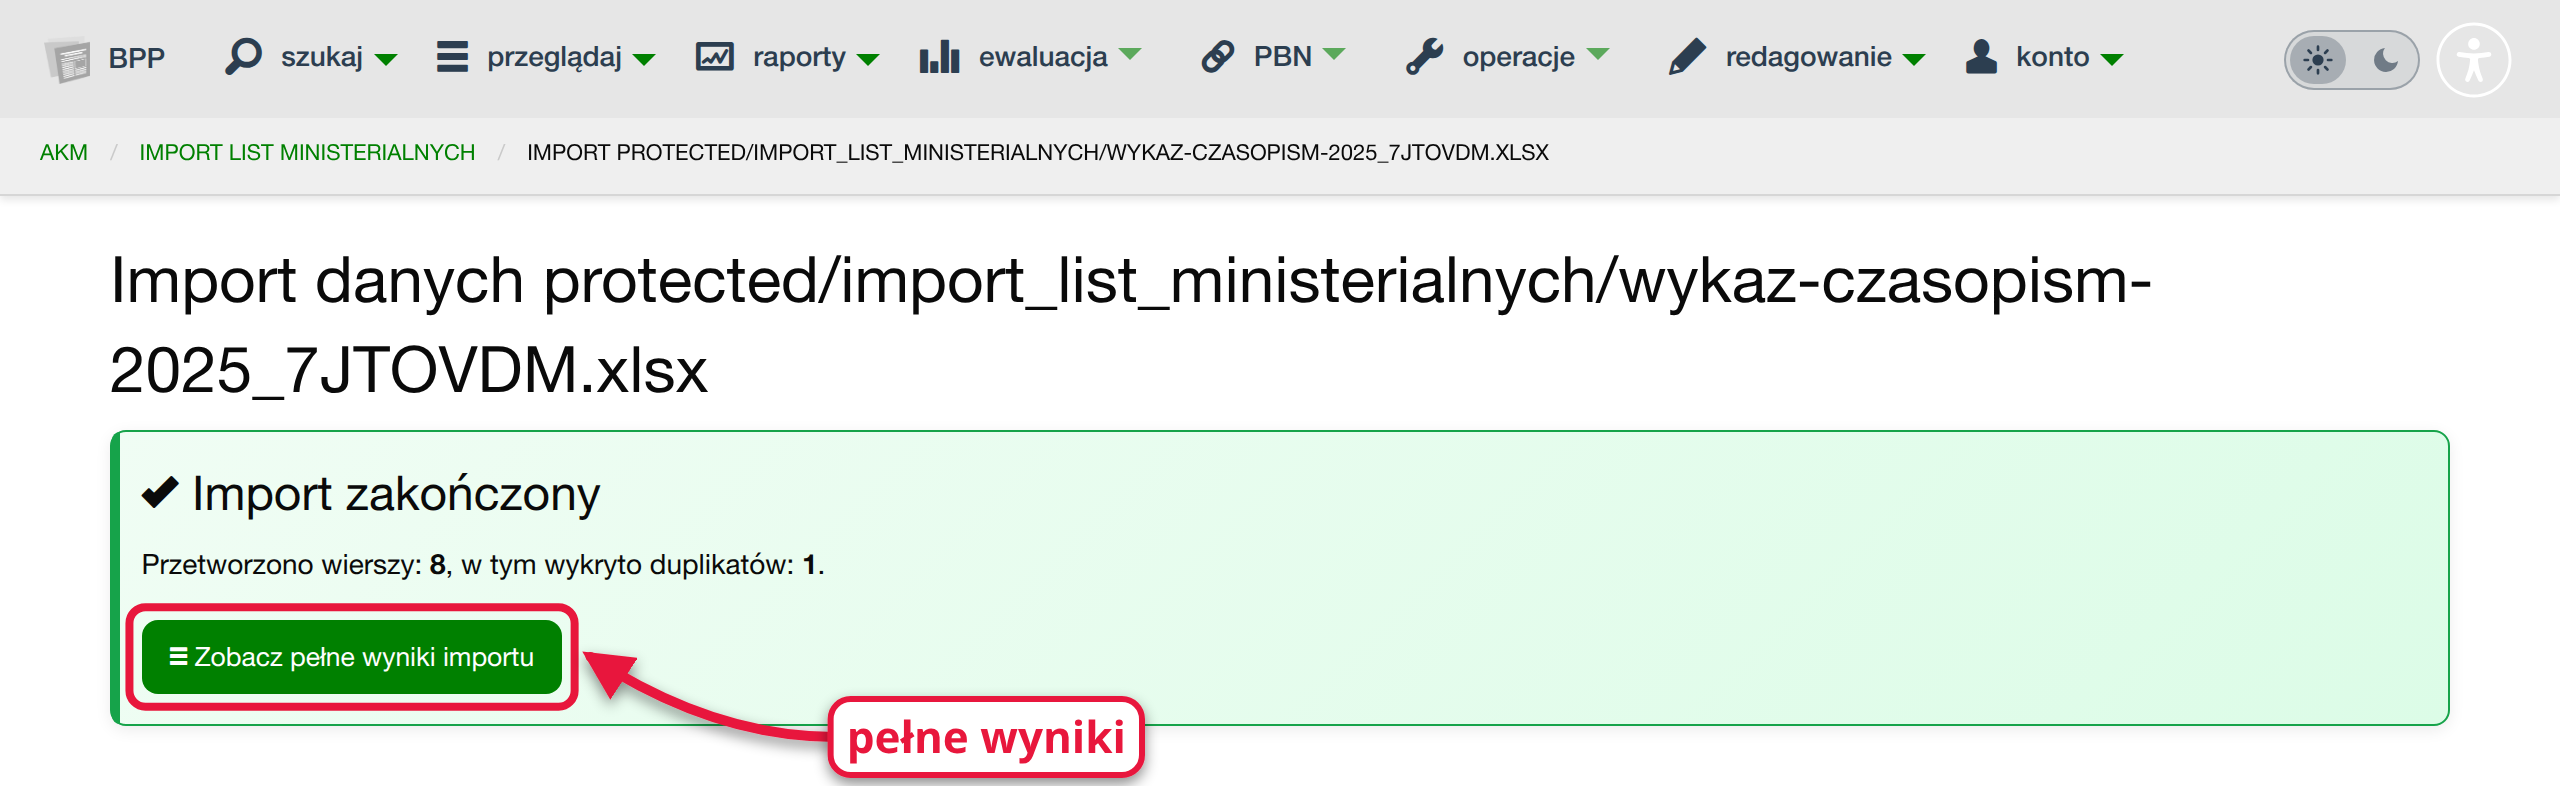 BPP szukaj przeglądaj raporty ewaluacja PBN operacje redagowanie konto
AKM / IMPORT LIST MINISTERIALNYCH / IMPORT PROTECTED/IMPORT_LIST_MINISTERIALNYCH/WYKAZ-CZASOPISM-2025_7JTOVDM.XLSX
Import danych protected/import_list_ministerialnych/wykaz-czasopism-
2025_7JTOVDM.xlsx
Import zakończony
Przetworzono wierszy: 8, w tym wykryto duplikatów: 1.
Zobacz pełne wyniki importu
pełne wyniki